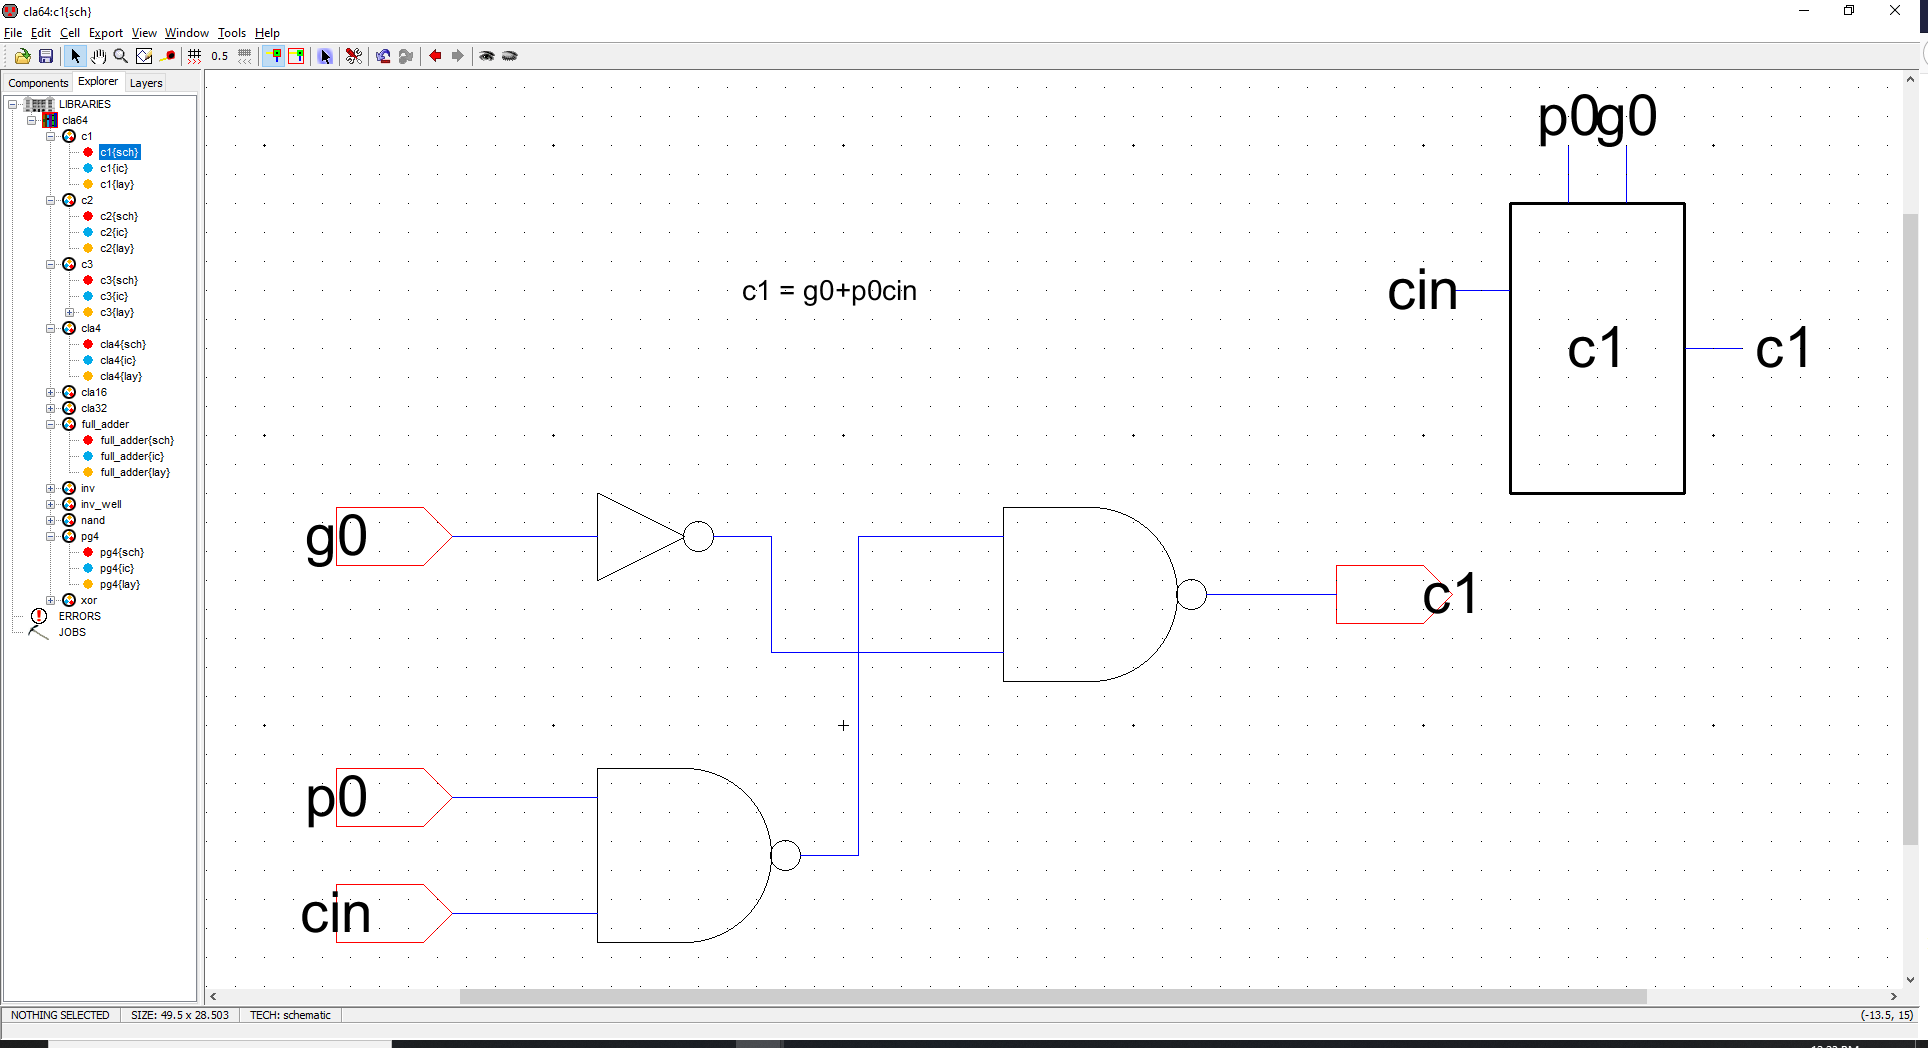 cla64:c1{sch}
File Edit Cell Export View Window Tools Help
0.5
Components Explorer Layers
LIBRARIES
cla64
c1
c1{sch}
c1{ic}
c1{lay}
c2
c2{sch}
c2{ic}
c2{lay}
c3
c3{sch}
c3{ic}
c3{lay}
cla4
cla4{sch}
cla4{ic}
cla4{lay}
cla16
cla32
full_adder
full_adder{sch}
full_adder{ic}
full_adder{lay}
inv
inv_well
nand
pg4
pg4{sch}
pg4{ic}
pg4{lay}
xor
ERRORS
JOBS
p0g0
c1 = g0+p0cin
cin
c1
c1
g0
c1
p0
cin
NOTHING SELECTED SIZE: 49.5 x 28.503 TECH: schematic (-13.5, 15)